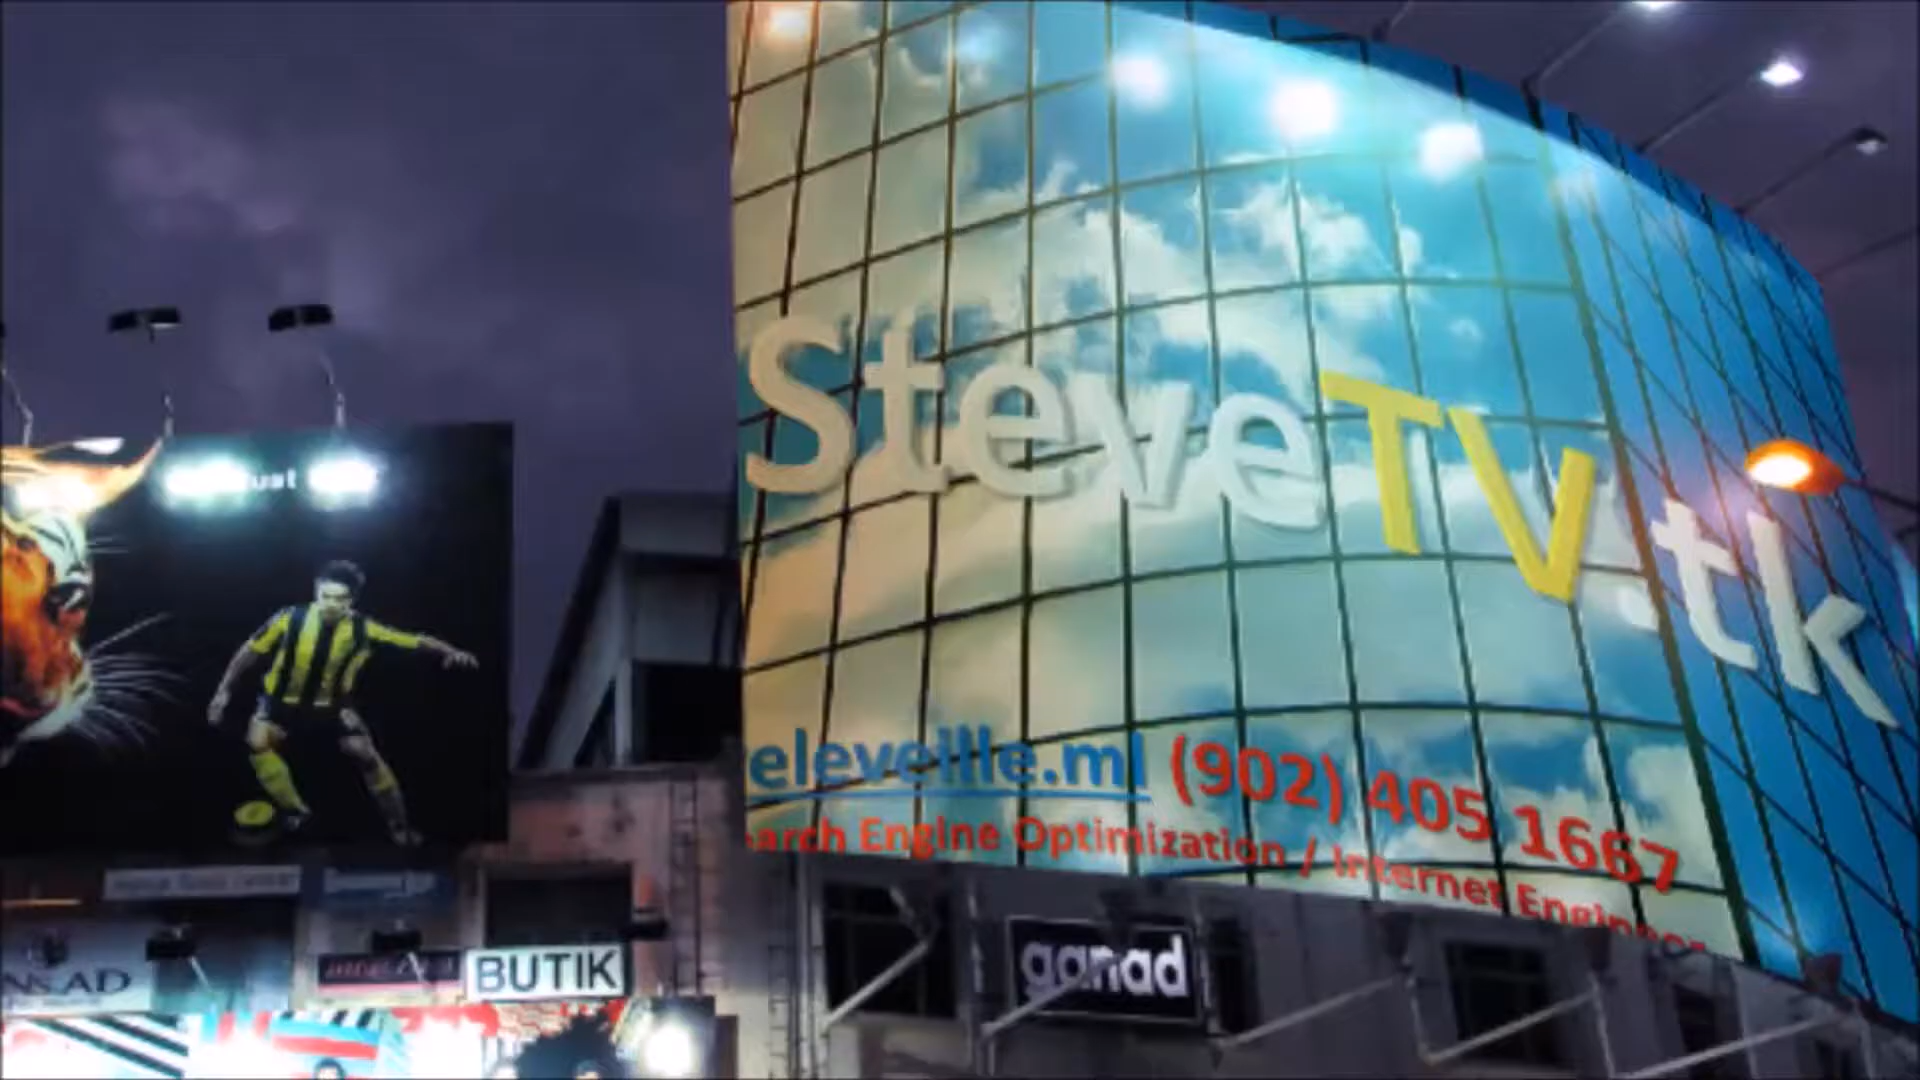 SteveTV.tk
eleveille.ml (902) 405 1667
arch Engine Optimization / Internet Engineer
BUTIK
ganad